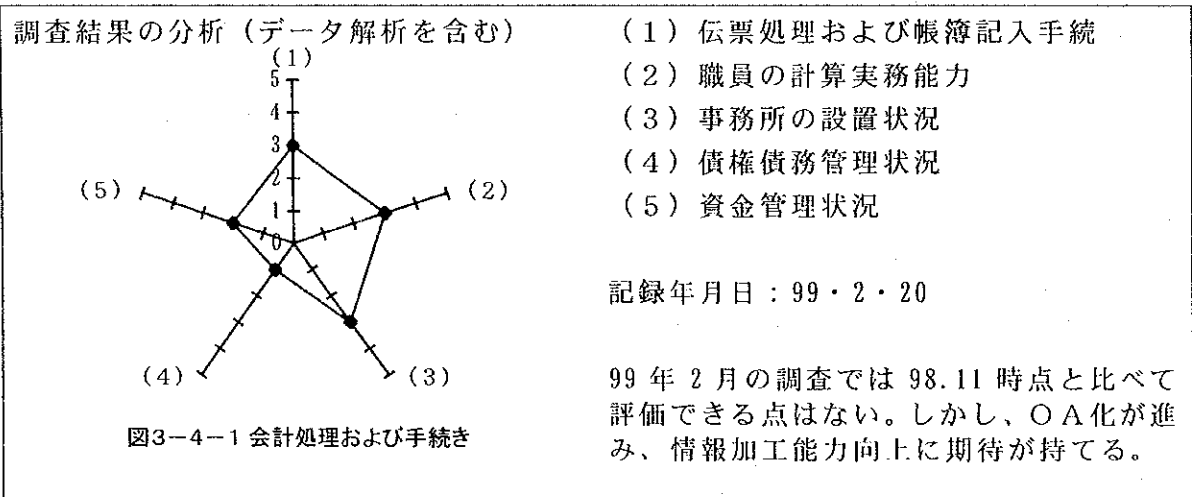 調査結果の分析（データ解析を含む）
(1)
5
4
3
2
1
0
(5)
(2)
(4)
(3)
図3－4－1 会計処理および手続き
（1）伝票処理および帳簿記入手続
（2）職員の計算実務能力
（3）事務所の設置状況
（4）債権債務管理状況
（5）資金管理状況
記録年月日：99・2・20
99年2月の調査では98.11時点と比べて
評価できる点はない。しかし、ＯＡ化が進
み、情報加工能力向上に期待が持てる。